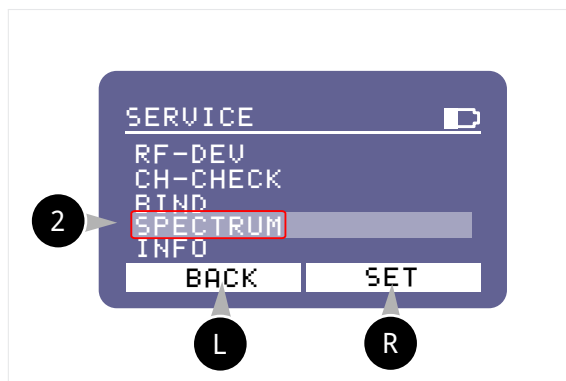 SERVICE
RF-DEV
CH-CHECK
BIND
2
SPECTRUM
INFO
BACK SET
L R